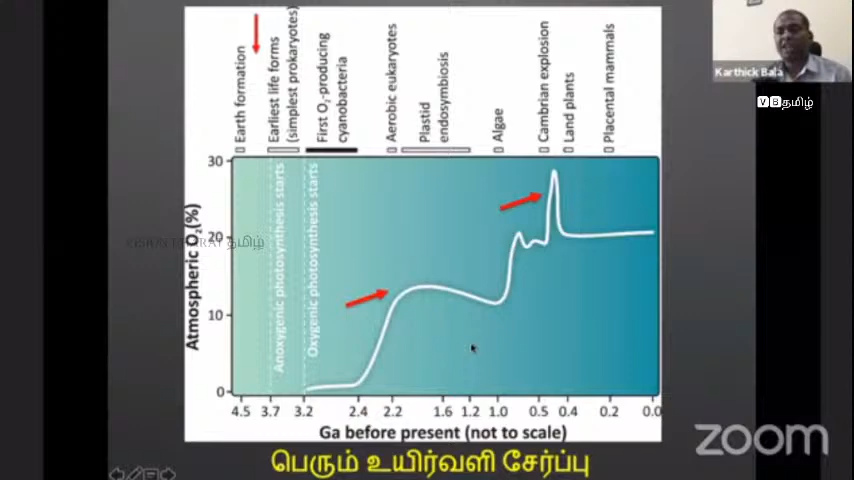 Earth formation
Earliest life forms
(simplest prokaryotes)
First O₂-producing
cyanobacteria
Aerobic eukaryotes
Plastid
endosymbiosis
Algae
Cambrian explosion
Land plants
Placental mammals
Karthick Bala
VBதமிழ்
30
20
10
0
Atmospheric O₂(%)
Anoxygenic photosynthesis starts
Oxygenic photosynthesis starts
தமிழ்
4.5 3.7 3.2 2.4 2.2 1.6 1.2 1.0 0.5 0.4 0.2 0.0
Ga before present (not to scale)
zoom
பெரும் உயிர்வளி சேர்ப்பு